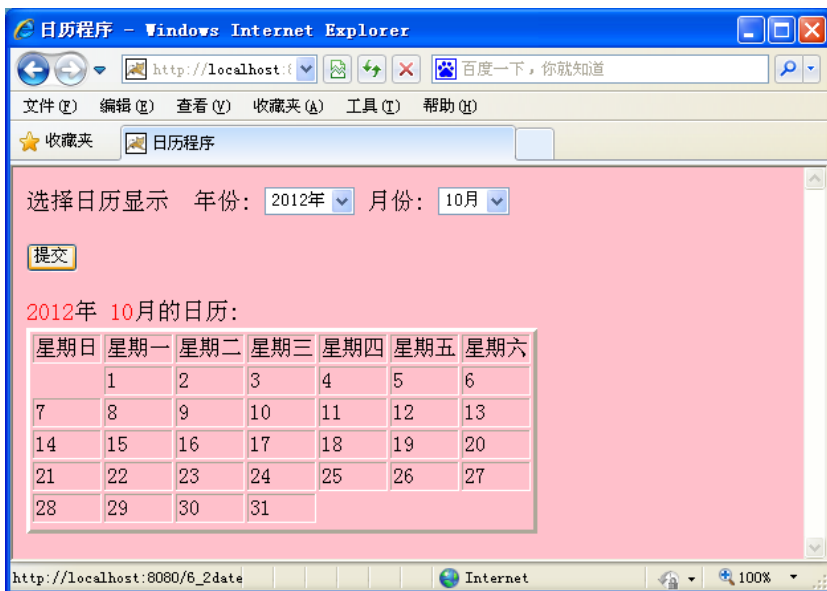 日历程序 - Windows Internet Explorer
http://localhost:8 百度一下，你就知道
文件(F) 编辑(E) 查看(V) 收藏夹(A) 工具(T) 帮助(H)
收藏夹 日历程序
选择日历显示 年份: 2012年 月份: 10月
提交
2012年 10月的日历:
星期日 星期一 星期二 星期三 星期四 星期五 星期六
1 2 3 4 5 6
7 8 9 10 11 12 13
14 15 16 17 18 19 20
21 22 23 24 25 26 27
28 29 30 31
http://localhost:8080/6_2date Internet 100%